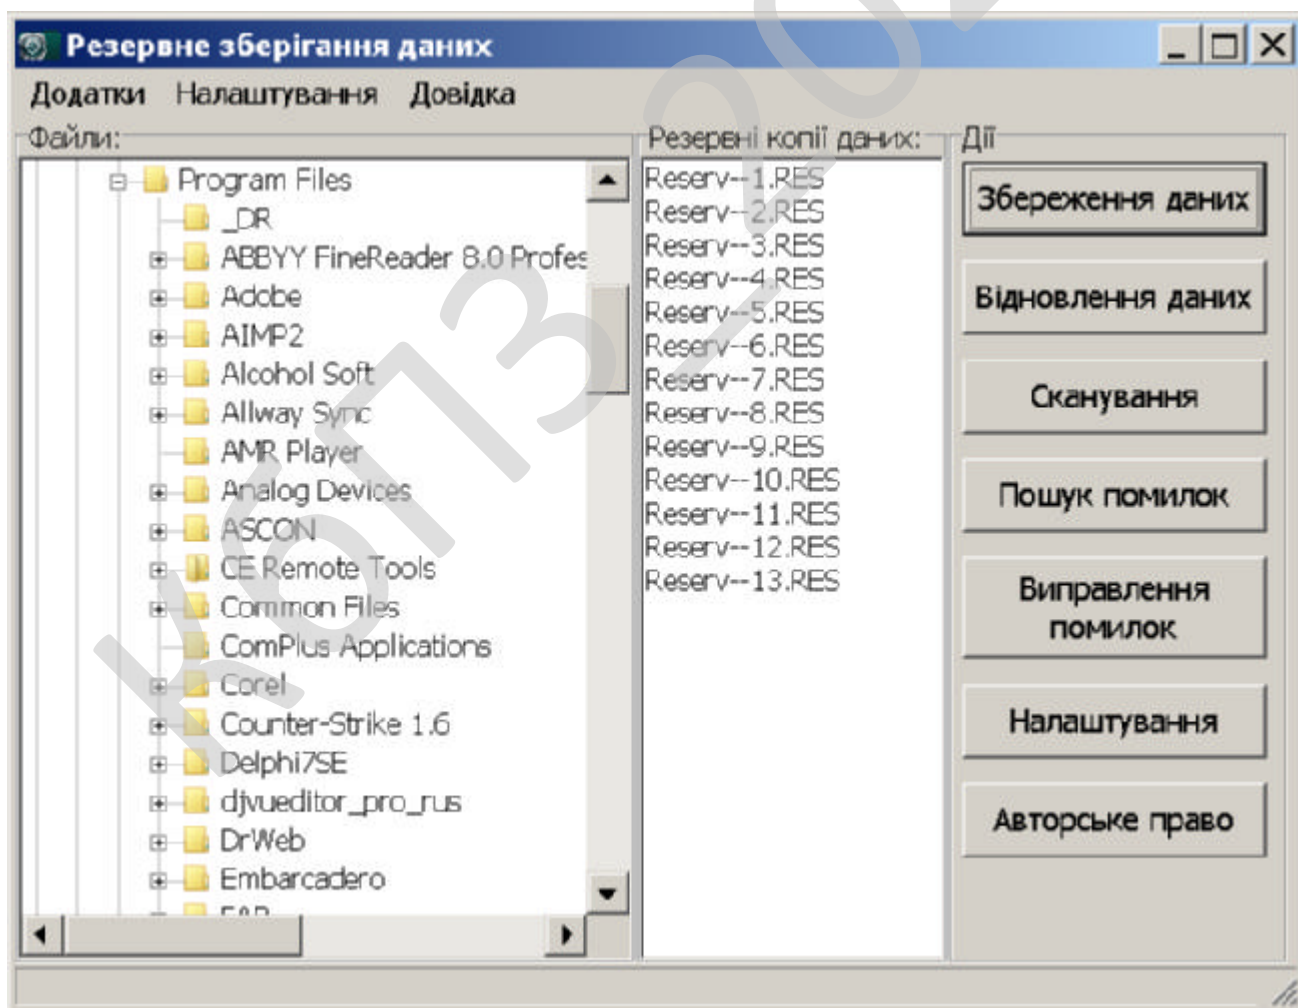 Резервне зберігання даних
Додатки Налаштування Довідка
Файли:
Program Files
_DR
ABBYY FineReader 8.0 Profes
Adobe
AIMP2
Alcohol Soft
Allway Sync
AMR Player
Analog Devices
ASCON
CE Remote Tools
Common Files
ComPlus Applications
Corel
Counter-Strike 1.6
Delphi7SE
djvueditor_pro_rus
DrWeb
Embarcadero
Резервні копії даних:
Reserv--1.RES
Reserv--2.RES
Reserv--3.RES
Reserv--4.RES
Reserv--5.RES
Reserv--6.RES
Reserv--7.RES
Reserv--8.RES
Reserv--9.RES
Reserv--10.RES
Reserv--11.RES
Reserv--12.RES
Reserv--13.RES
Дії
Збереження даних
Відновлення даних
Сканування
Пошук помилок
Виправлення
помилок
Налаштування
Авторське право